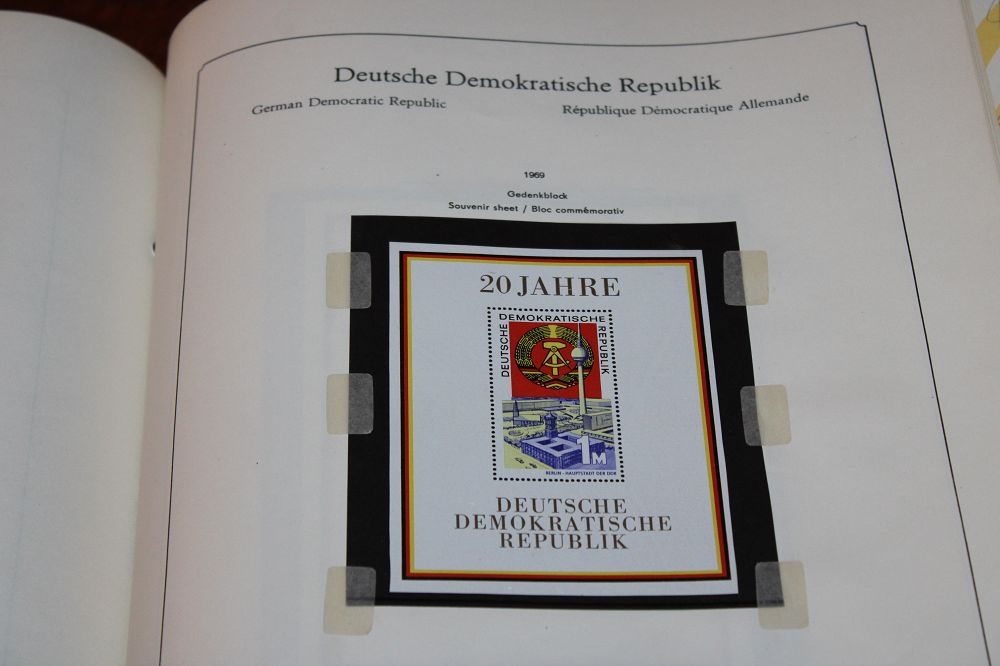 Deutsche Demokratische Republik
German Democratic Republic
République Démocratique Allemande
1969
Gedenkblock
Souvenir sheet / Bloc commémorativ
20 JAHRE
DEUTSCHE DEMOKRATISCHE REPUBLIK
1M
BERLIN - HAUPTSTADT DER DDR
DEUTSCHE
DEMOKRATISCHE
REPUBLIK